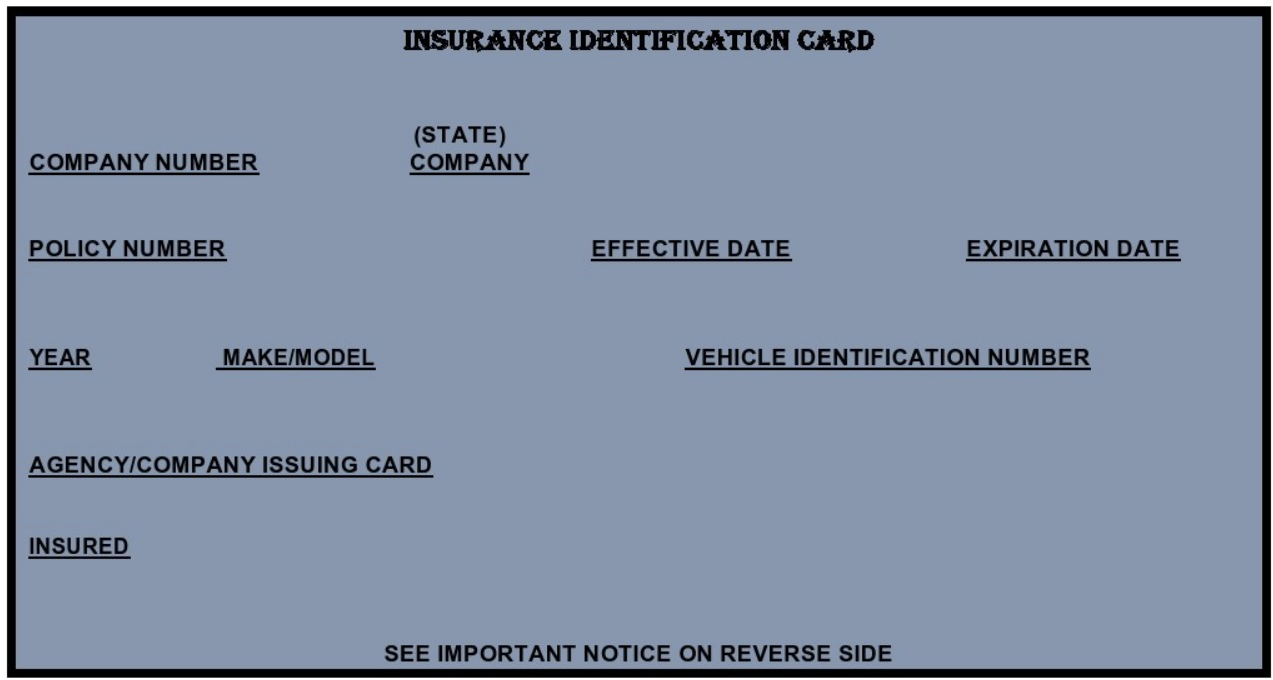 INSURANCE IDENTIFICATION CARD
(STATE)
COMPANY NUMBER COMPANY
POLICY NUMBER EFFECTIVE DATE EXPIRATION DATE
YEAR MAKE/MODEL VEHICLE IDENTIFICATION NUMBER
AGENCY/COMPANY ISSUING CARD
INSURED
SEE IMPORTANT NOTICE ON REVERSE SIDE